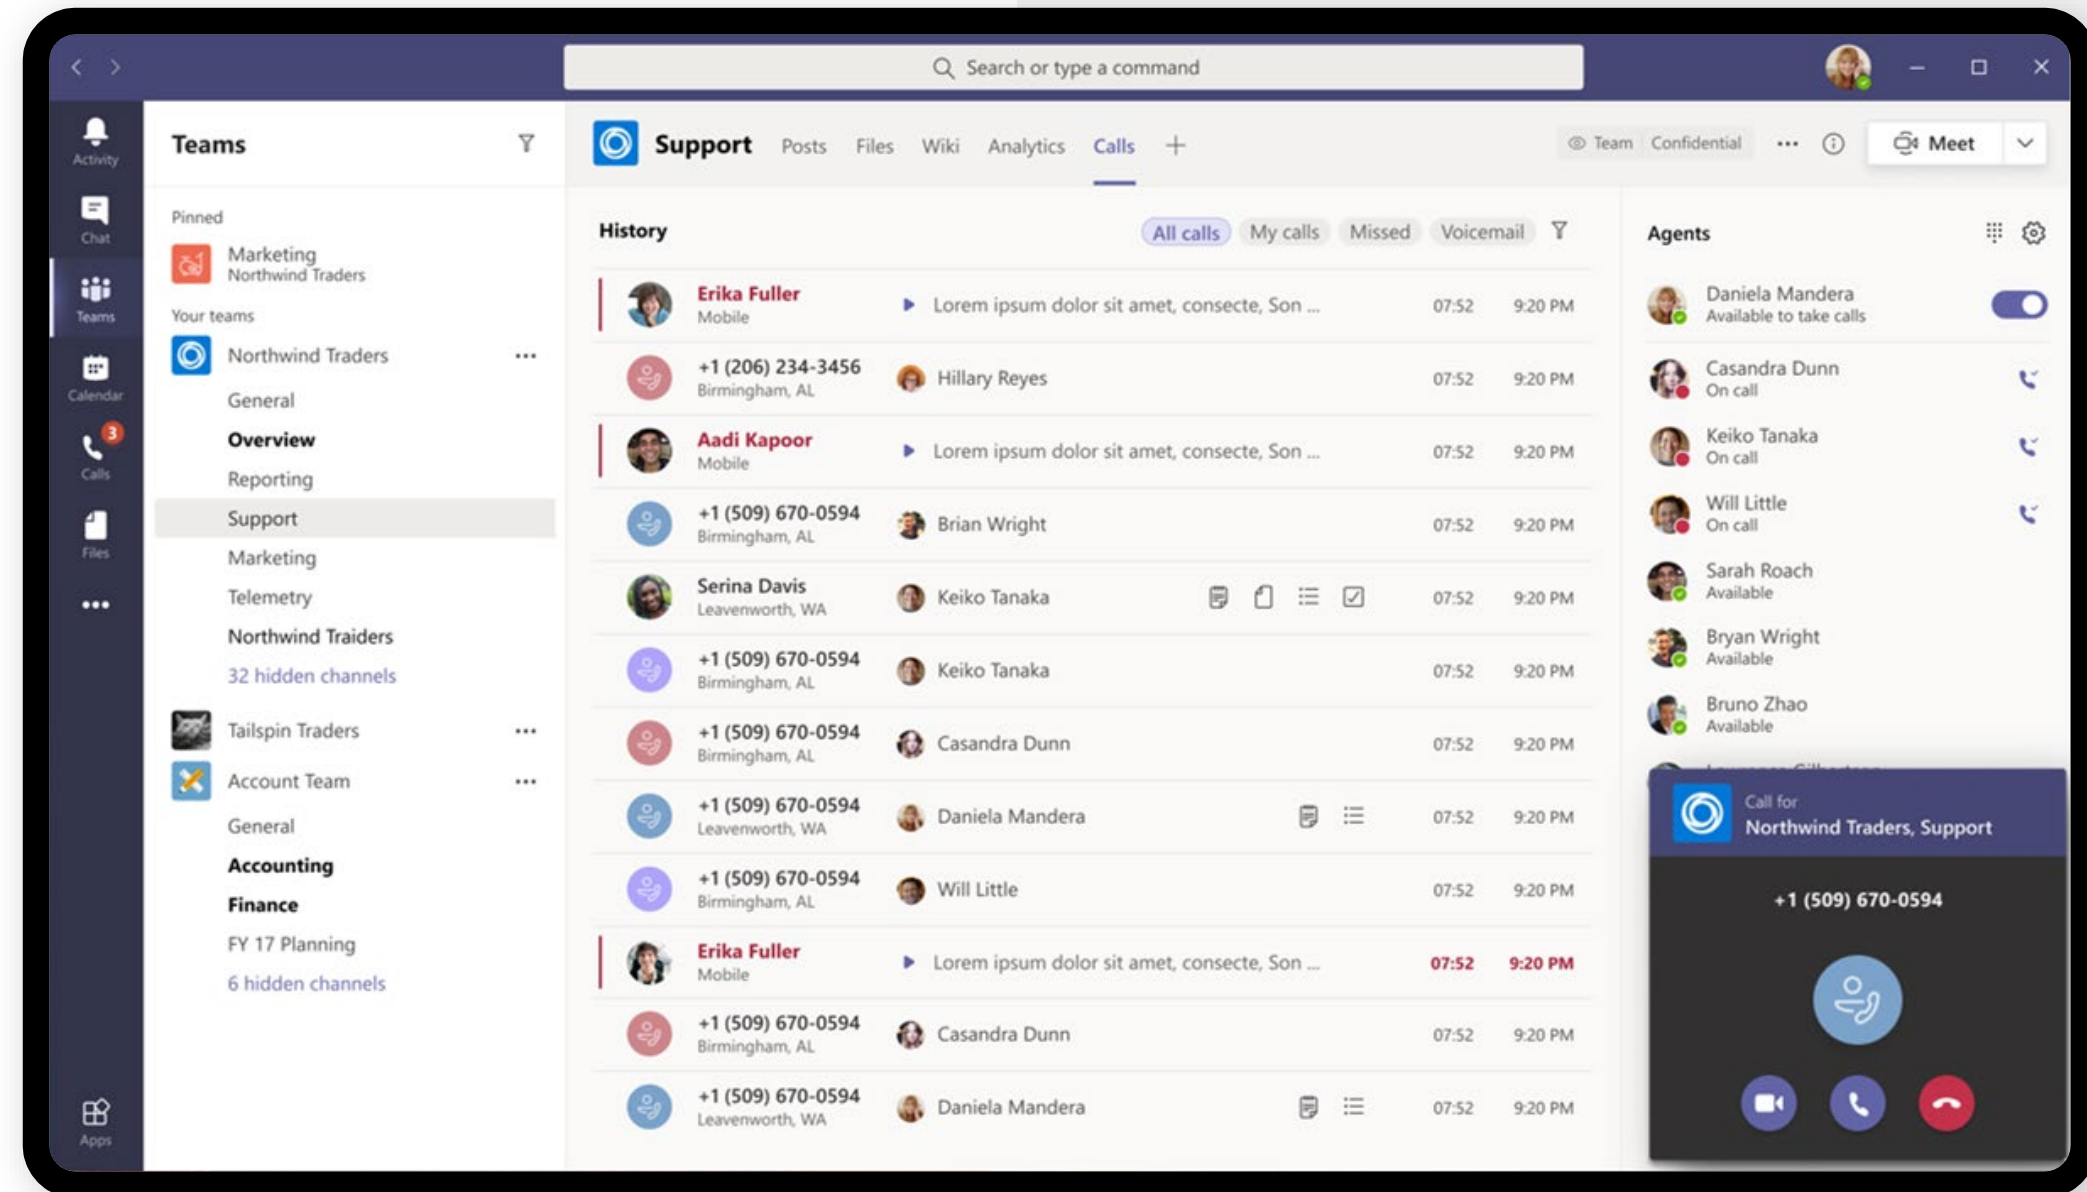 Search or type a command
Activity
Chat
Teams
Calendar
3
Calls
Files
Apps
Teams
Pinned
Marketing
Northwind Traders
Your teams
Northwind Traders
General
Overview
Reporting
Support
Marketing
Telemetry
Northwind Traiders
32 hidden channels
Tailspin Traders
Account Team
General
Accounting
Finance
FY 17 Planning
6 hidden channels
Support Posts Files Wiki Analytics Calls
Team Confidential Meet
History All calls My calls Missed Voicemail
Erika Fuller Lorem ipsum dolor sit amet, consecte, Son ... 07:52 9:20 PM
Mobile
+1 (206) 234-3456 Hillary Reyes 07:52 9:20 PM
Birmingham, AL
Aadi Kapoor Lorem ipsum dolor sit amet, consecte, Son ... 07:52 9:20 PM
Mobile
+1 (509) 670-0594 Brian Wright 07:52 9:20 PM
Birmingham, AL
Serina Davis Keiko Tanaka 07:52 9:20 PM
Leavenworth, WA
+1 (509) 670-0594 Keiko Tanaka 07:52 9:20 PM
Birmingham, AL
+1 (509) 670-0594 Casandra Dunn 07:52 9:20 PM
Birmingham, AL
+1 (509) 670-0594 Daniela Mandera 07:52 9:20 PM
Leavenworth, WA
+1 (509) 670-0594 Will Little 07:52 9:20 PM
Birmingham, AL
Erika Fuller Lorem ipsum dolor sit amet, consecte, Son ... 07:52 9:20 PM
Mobile
+1 (509) 670-0594 Casandra Dunn 07:52 9:20 PM
Birmingham, AL
+1 (509) 670-0594 Daniela Mandera 07:52 9:20 PM
Leavenworth, WA
Agents
Daniela Mandera
Available to take calls
Casandra Dunn
On call
Keiko Tanaka
On call
Will Little
On call
Sarah Roach
Available
Bryan Wright
Available
Bruno Zhao
Available
Call for
Northwind Traders, Support
+1 (509) 670-0594